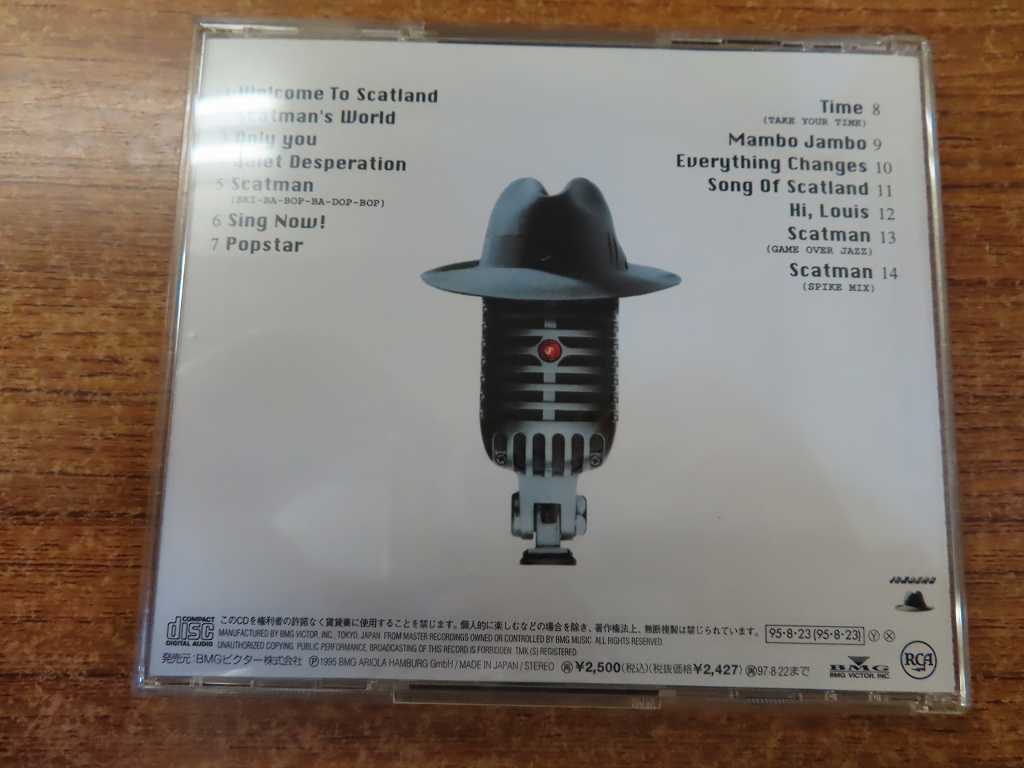 Welcome To Scatland
Scatman's World
Only you
Quiet Desperation
5 Scatman
(SKI-BA-BOP-BA-DOP-BOP)
6 Sing Now!
7 Popstar
Time 8
(TAKE YOUR TIME)
Mambo Jambo 9
Everything Changes 10
Song Of Scatland 11
Hi, Louis 12
Scatman 13
(GAME OVER JAZZ)
Scatman 14
(SPIKE MIX)
ICEBERG
COMPACT
disc
DIGITAL AUDIO
このCDを権利者の許諾なく賃貸業に使用することを禁じます。個人的に楽しむなどの場合を除き、著作権法上、無断複製は禁じられています。
MANUFACTURED BY BMG VICTOR, INC., TOKYO, JAPAN. FROM MASTER RECORDINGS OWNED OR CONTROLLED BY BMG MUSIC. ALL RIGHTS RESERVED.
UNAUTHORIZED COPYING, PUBLIC PERFORMANCE, BROADCASTING OF THIS RECORD IS FORBIDDEN. TMK (S) REGISTERED.
発売元:BMGビクター株式会社 Ⓟ1995 BMG ARIOLA HAMBURG GmbH / MADE IN JAPAN / STEREO ¥2,500(税込)(税抜価格¥2,427) 97-8-22まで
95・8・23 (95・8・23) Ⓨ Ⓧ
BMG
BMG VICTOR, INC.
RCA